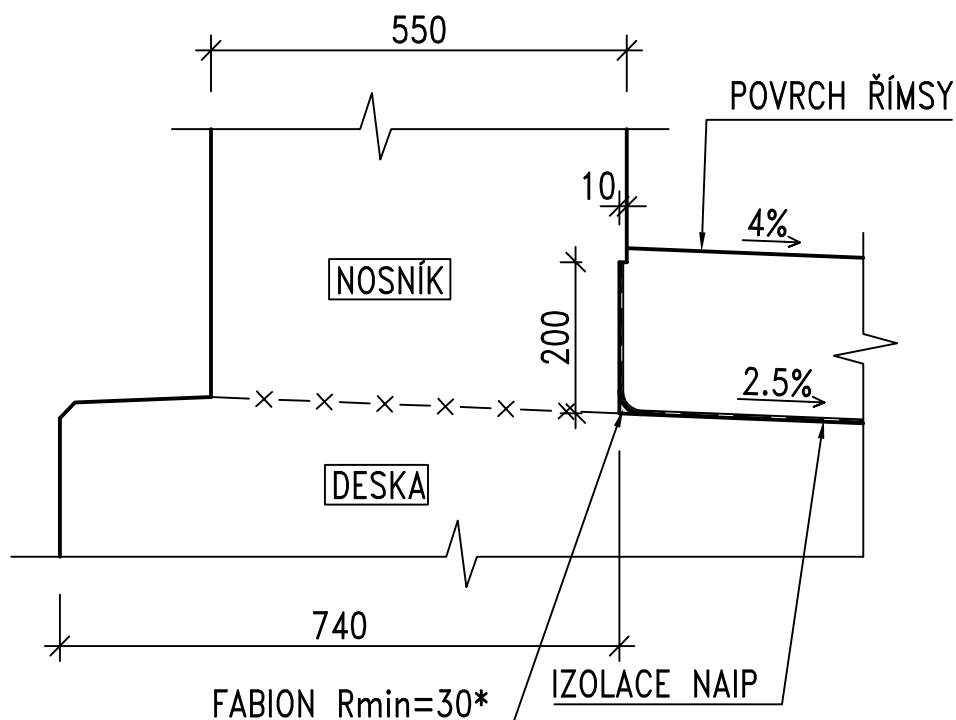 550
POVRCH ŘÍMSY
10
4%
NOSNÍK
200
2.5%
DESKA
740
IZOLACE NAIP
FABION Rmin=30*